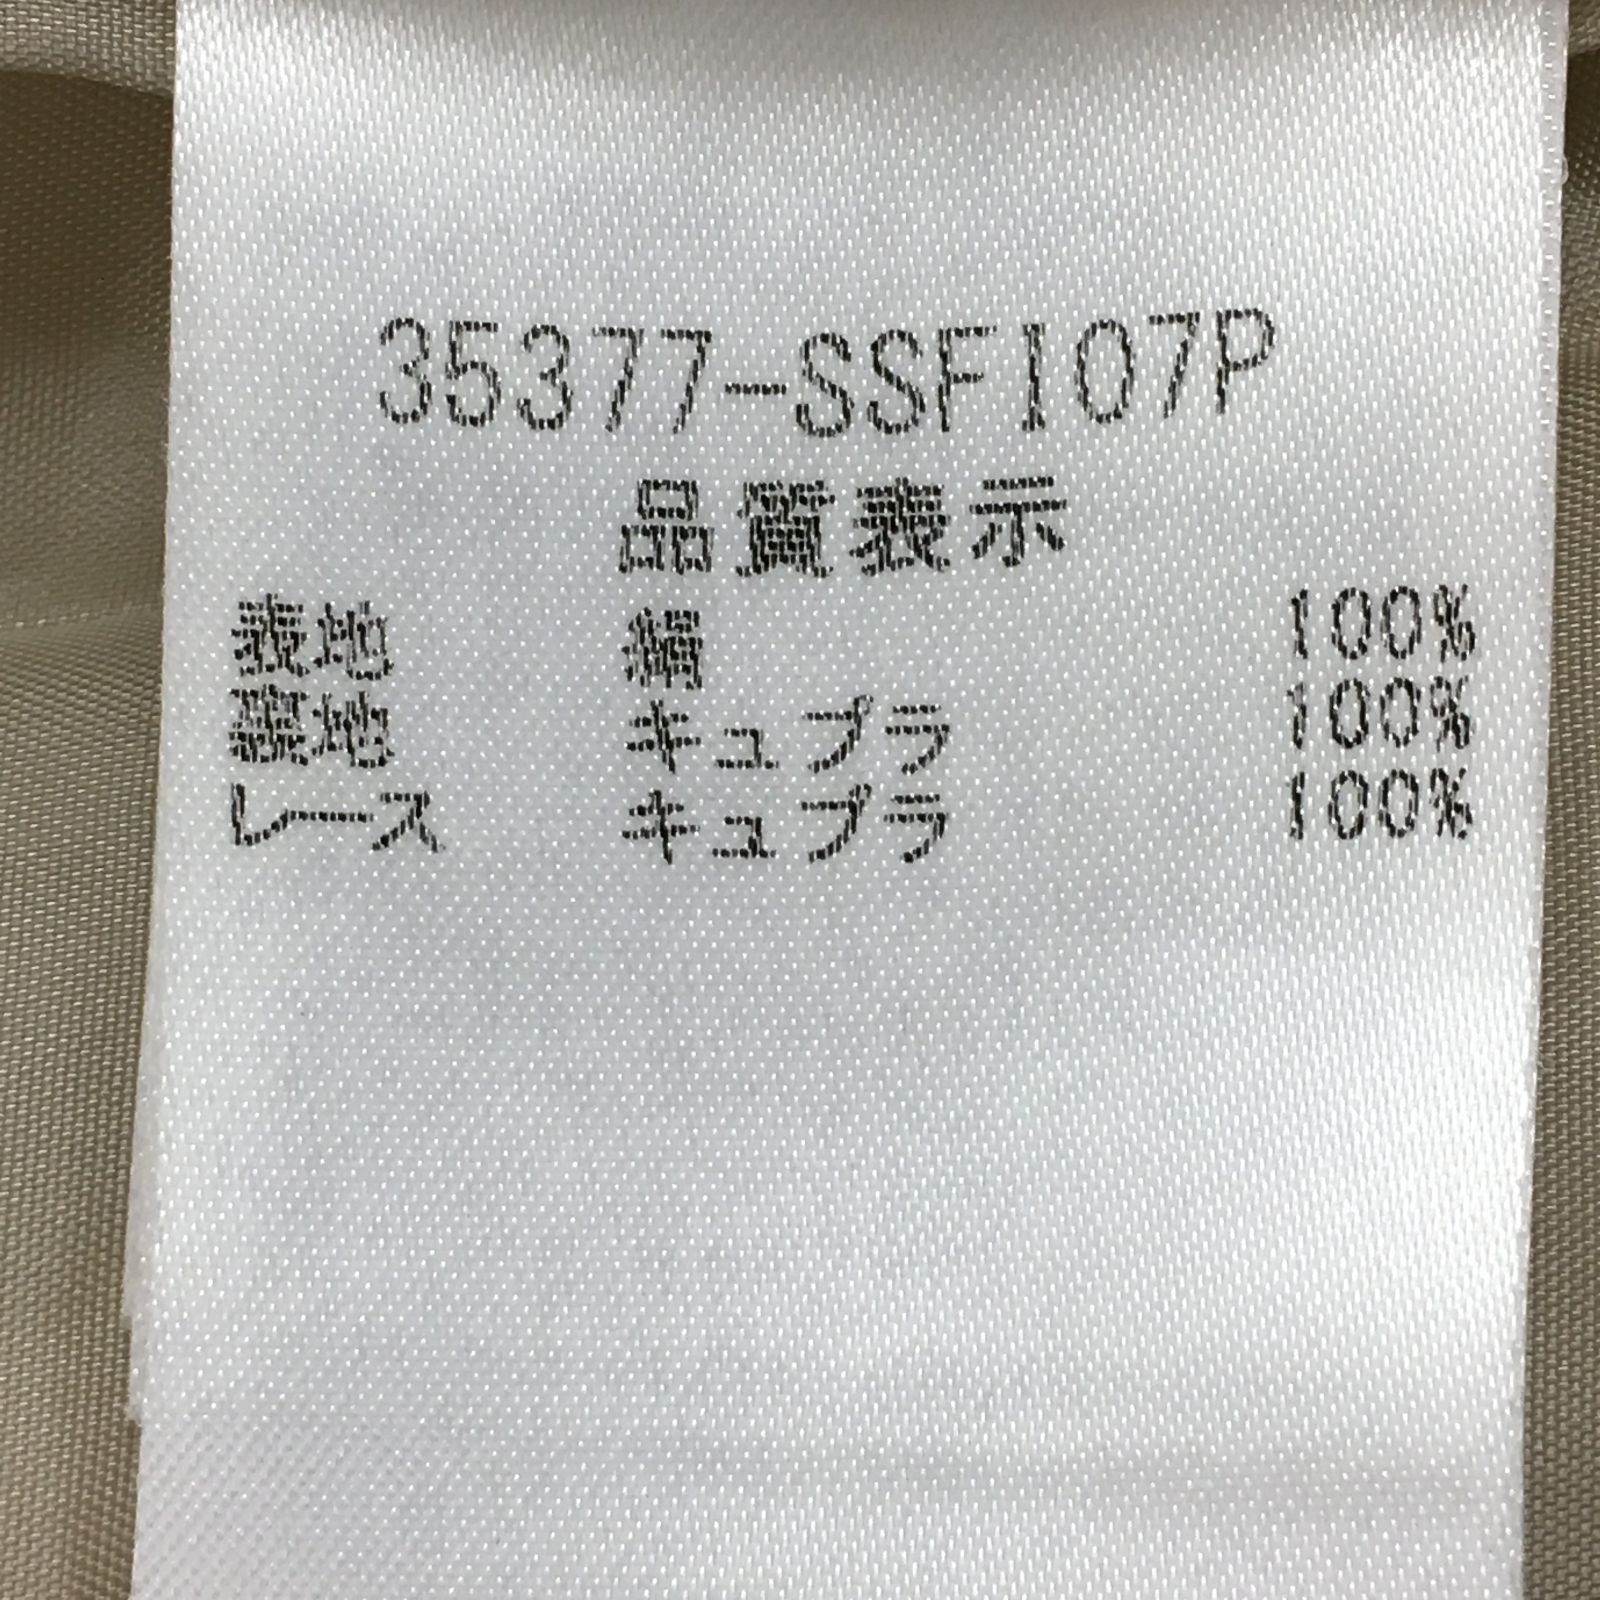 35377-SSFI07P
品質表示
表地 絹 100%
裏地 キュプラ 100%
レース キュプラ 100%